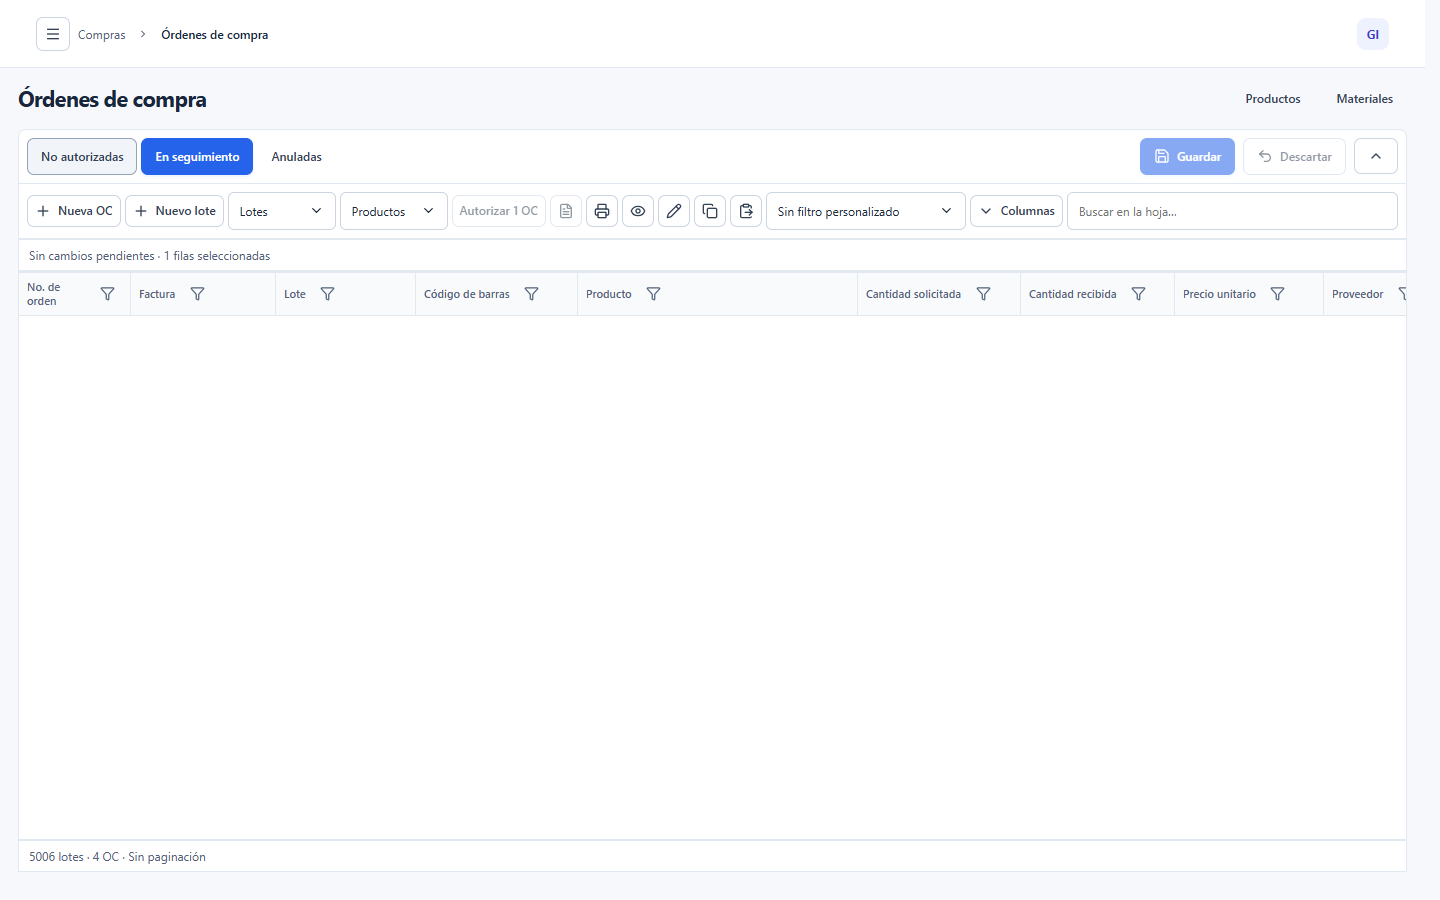 Compras
Órdenes de compra
GI
Órdenes de compra
Productos
Materiales
No autorizadas
En seguimiento
Anuladas
Guardar
Descartar
Nueva OC
Nuevo lote
Lotes
Productos
Autorizar 1 OC
Sin filtro personalizado
Columnas
Buscar en la hoja...
Sin cambios pendientes · 1 filas seleccionadas
No. de
orden
Factura
Lote
Código de barras
Producto
Cantidad solicitada
Cantidad recibida
Precio unitario
Proveedor
5006 lotes · 4 OC · Sin paginación